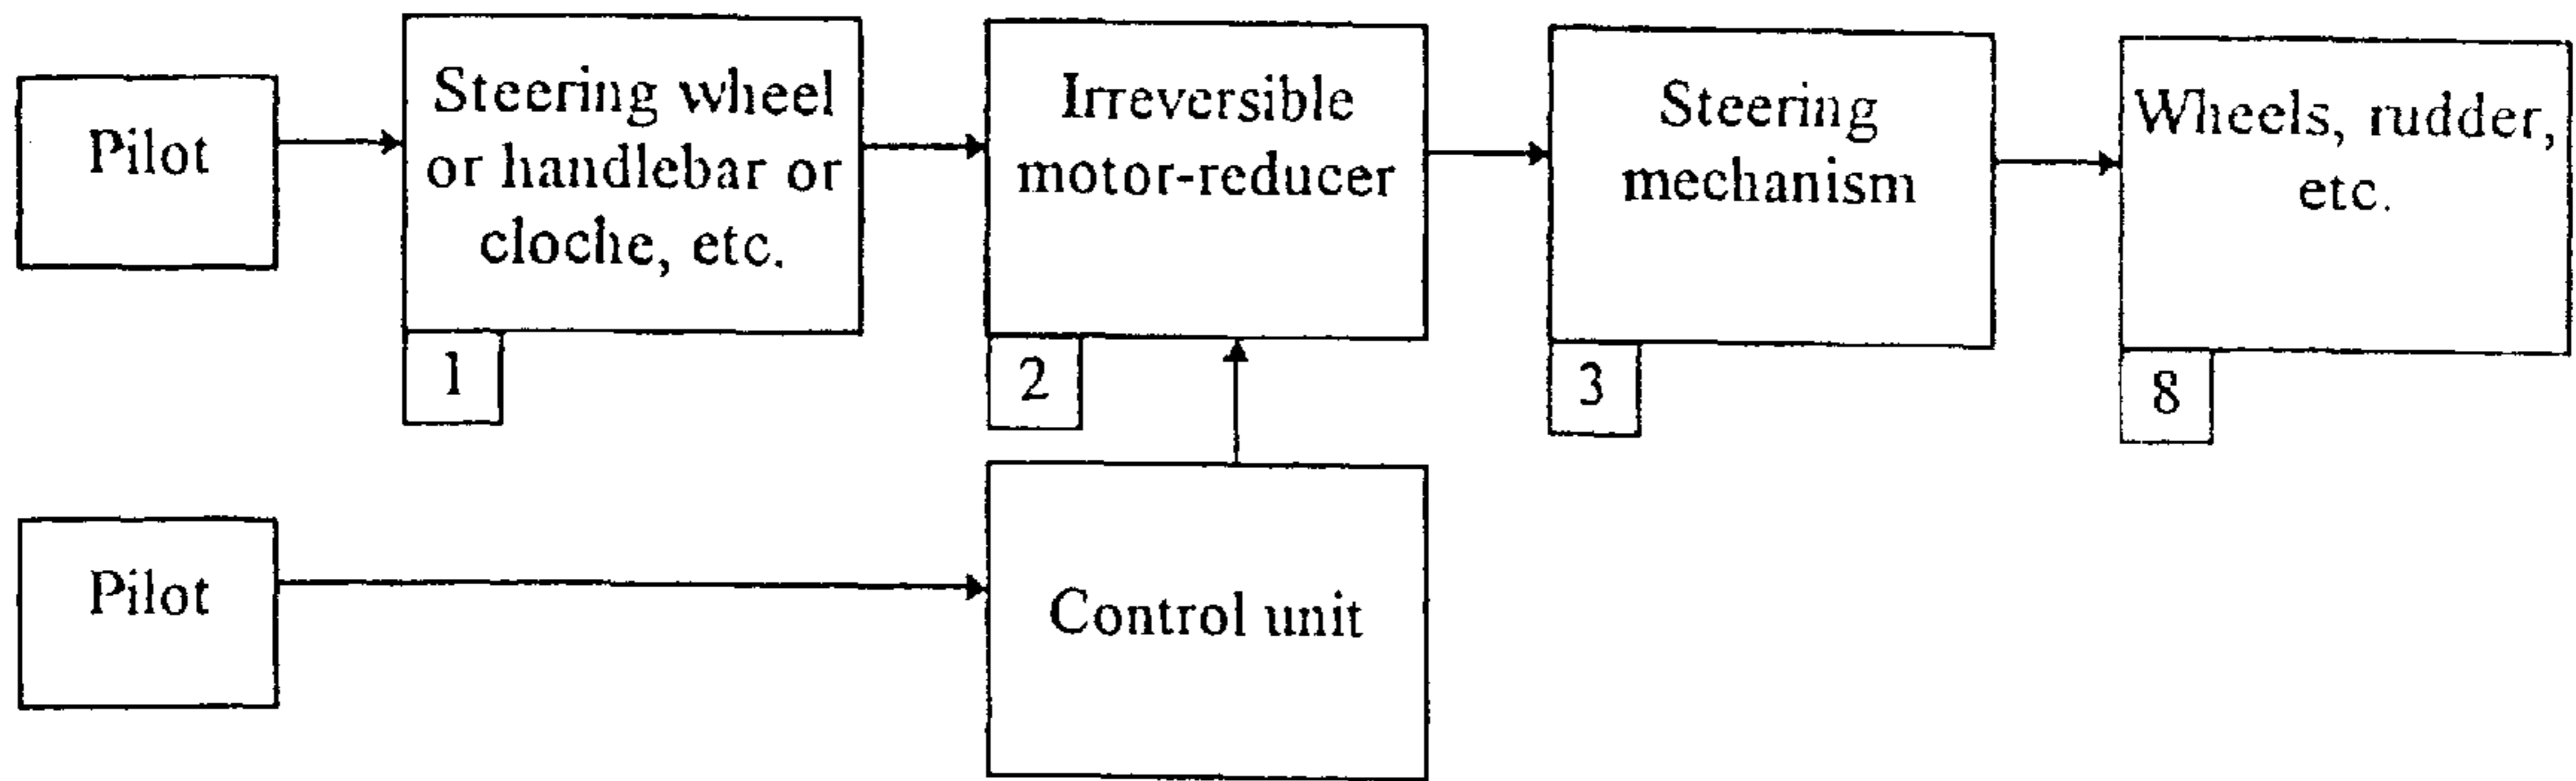 Pilot
Steering wheel
or handlebar or
cloche, etc.
1
Irreversible
motor-reducer
2
Steering
mechanism
3
Wheels, rudder,
etc.
8
Pilot
Control unit